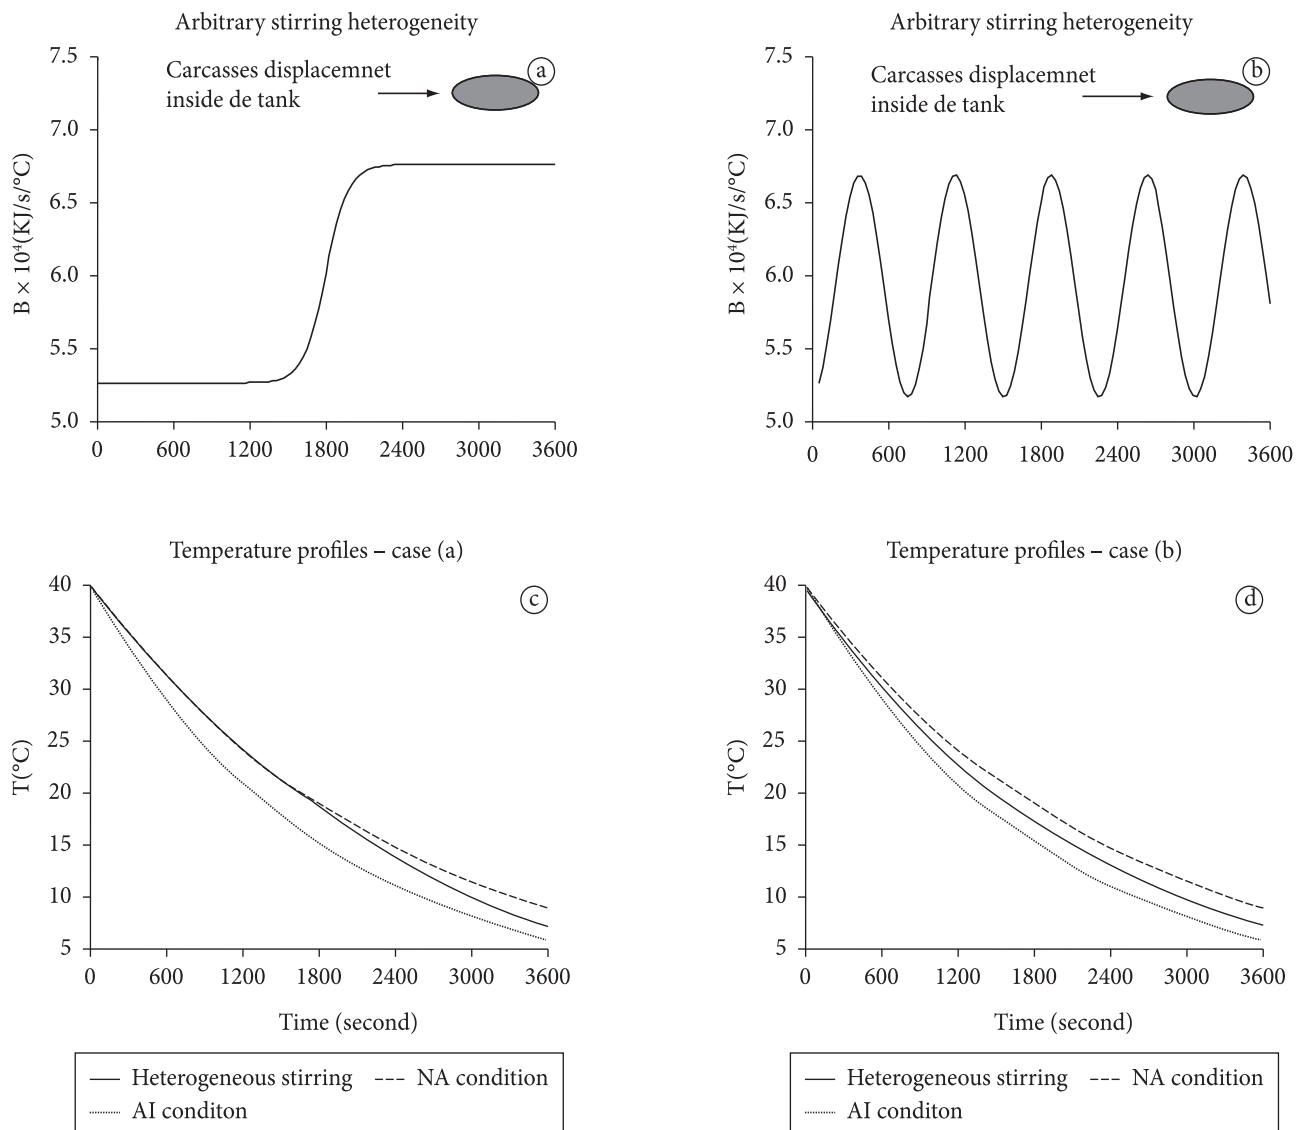 Arbitrary stirring heterogeneity
7.5
7.0
6.5
6.0
5.5
5.0
B × 10⁴(KJ/s/°C)
Carcasses displacemnet
inside de tank
a
0 600 1200 1800 2400 3000 3600
Arbitrary stirring heterogeneity
7.5
7.0
6.5
6.0
5.5
5.0
B × 10⁴(KJ/s/°C)
Carcasses displacemnet
inside de tank
b
0 600 1200 1800 2400 3000 3600
Temperature profiles – case (a)
40
35
30
25
20
15
10
5
T(°C)
c
0 600 1200 1800 2400 3000 3600
Time (second)
Heterogeneous stirring NA condition
AI conditon
Temperature profiles – case (b)
40
35
30
25
20
15
10
5
T(°C)
d
0 600 1200 1800 2400 3000 3600
Time (second)
Heterogeneous stirring NA condition
AI conditon